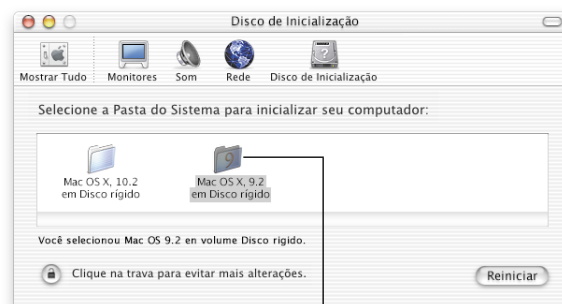 Disco de Inicialização
Mostrar Tudo Monitores Som Rede Disco de Inicialização
Selecione a Pasta do Sistema para inicializar seu computador:
9
Mac OS X, 10.2 Mac OS X, 9.2
em Disco rígido em Disco rígido
Você selecionou Mac OS 9.2 en volume Disco rigido.
Clique na trava para evitar mais alterações. Reiniciar